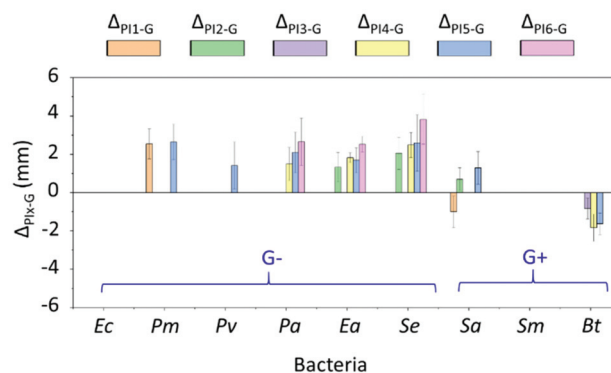 ΔPI1-G ΔPI2-G ΔPI3-G ΔPI4-G ΔPI5-G ΔPI6-G
ΔPIx-G (mm)
6
4
2
0
-2
-4
-6
G- G+
Ec Pm Pv Pa Ea Se Sa Sm Bt
Bacteria